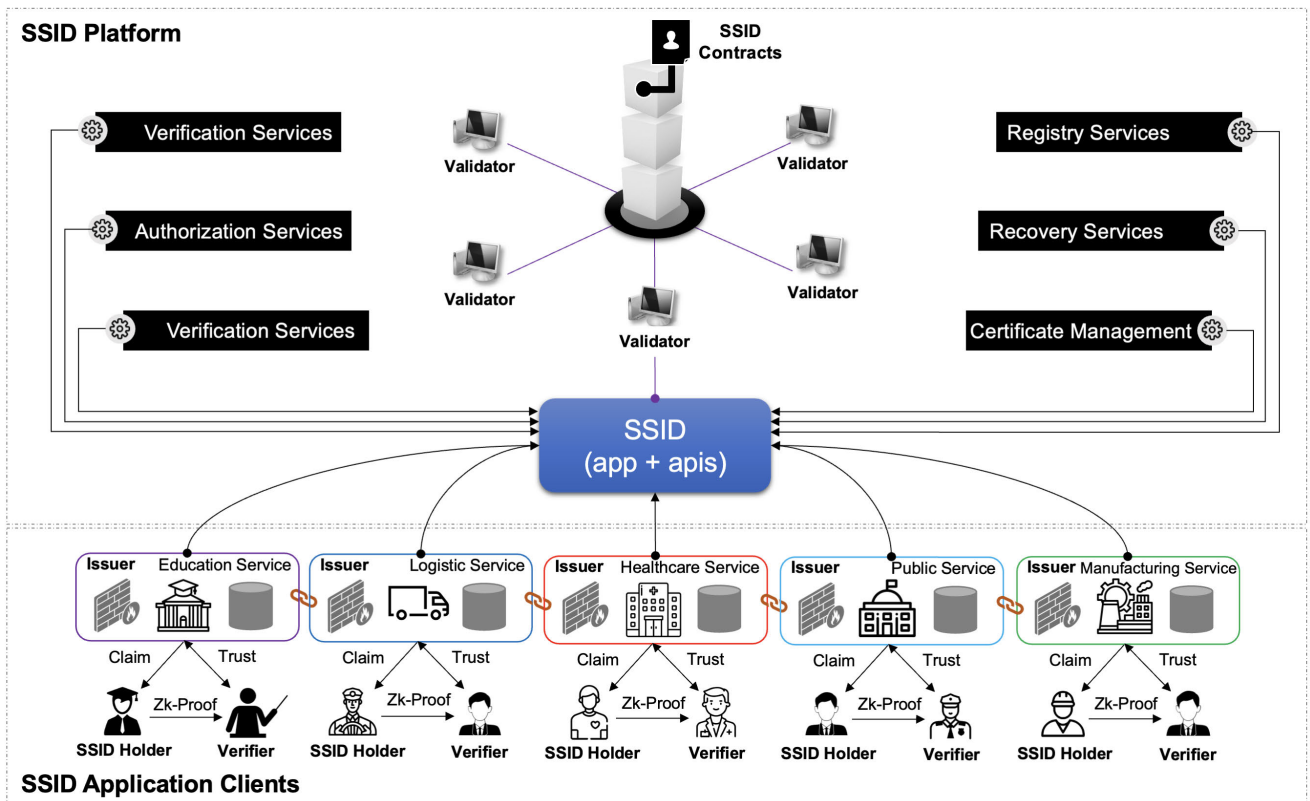 SSID Platform
SSID
Contracts
Verification Services
Validator
Validator
Registry Services
Authorization Services
Validator
Validator
Recovery Services
Verification Services
Validator
Certificate Management
SSID
(app + apis)
Issuer
Education Service
Issuer
Logistic Service
Issuer
Healthcare Service
Issuer
Public Service
Issuer
Manufacturing Service
Claim
Trust
Claim
Trust
Claim
Trust
Claim
Trust
Claim
Trust
Zk-Proof
Zk-Proof
Zk-Proof
Zk-Proof
Zk-Proof
SSID Holder
Verifier
SSID Holder
Verifier
SSID Holder
Verifier
SSID Holder
Verifier
SSID Holder
Verifier
SSID Application Clients